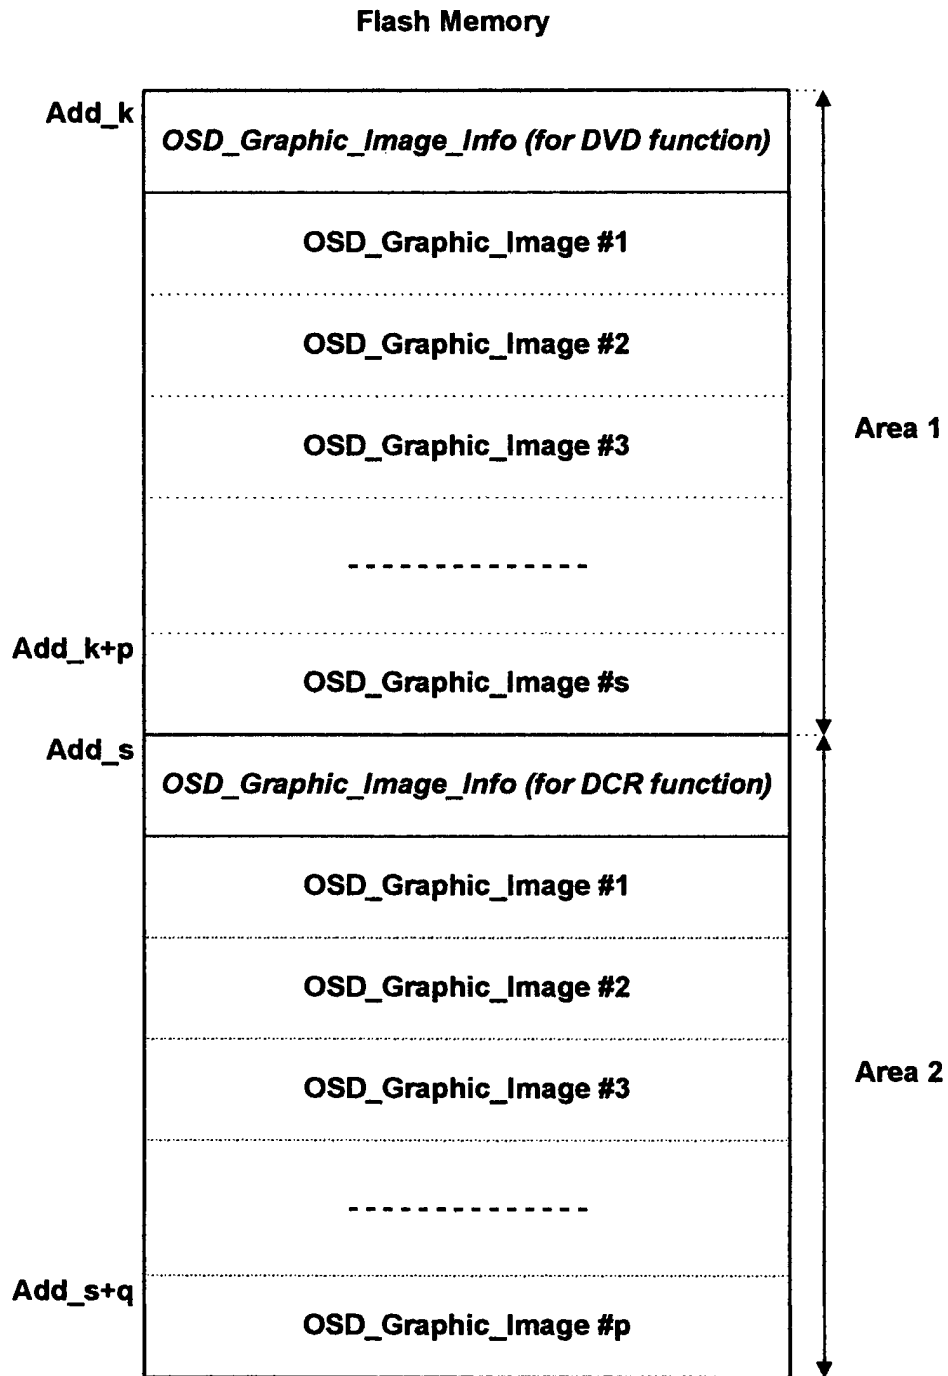 Flash Memory
Add_k
OSD_Graphic_Image_Info (for DVD function)
OSD_Graphic_Image #1
OSD_Graphic_Image #2
OSD_Graphic_Image #3
Area 1
Add_k+p
OSD_Graphic_Image #s
Add_s
OSD_Graphic_Image_Info (for DCR function)
OSD_Graphic_Image #1
OSD_Graphic_Image #2
OSD_Graphic_Image #3
Area 2
Add_s+q
OSD_Graphic_Image #p